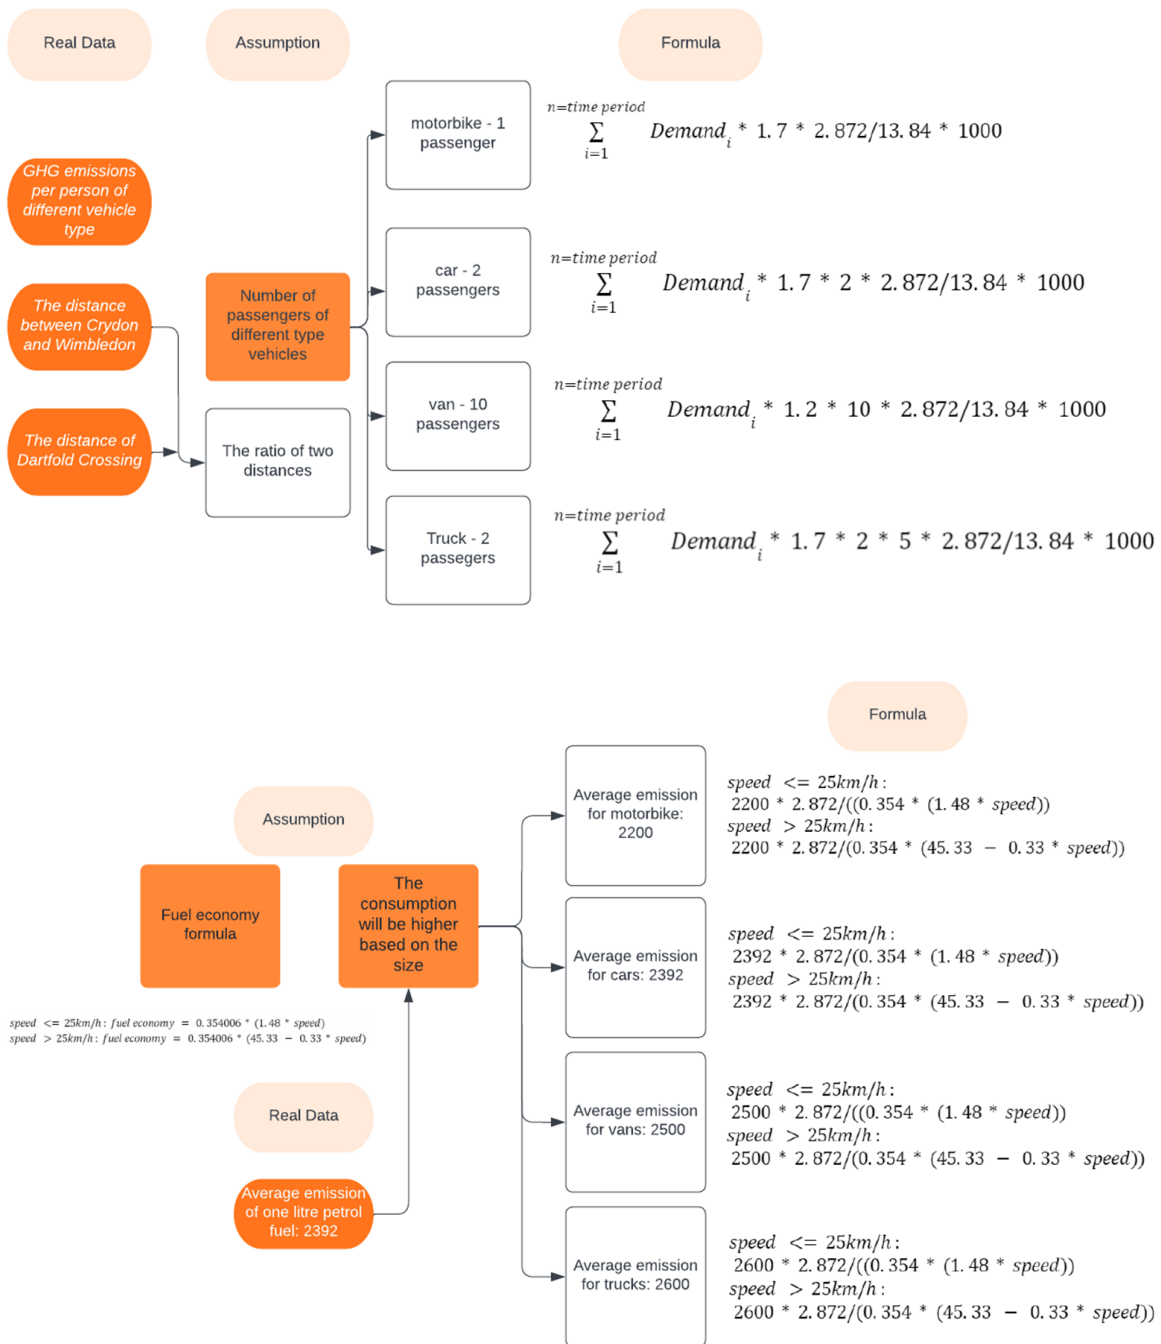 Real Data
Assumption
Formula
motorbike - 1
passenger
n=time period
∑ Demand_i * 1.7 * 2.872/13.84 * 1000
i=1
GHG emissions
per person of
different vehicle
type
car - 2
passengers
n=time period
∑ Demand_i * 1.7 * 2 * 2.872/13.84 * 1000
i=1
The distance
between Crydon
and Wimbledon
Number of
passengers of
different type
vehicles
van - 10
passengers
n=time period
∑ Demand_i * 1.2 * 10 * 2.872/13.84 * 1000
i=1
The distance of
Dartfold Crossing
The ratio of two
distances
Truck - 2
passegers
n=time period
∑ Demand_i * 1.7 * 2 * 5 * 2.872/13.84 * 1000
i=1
Formula
Assumption
Average emission
for motorbike:
2200
speed <= 25km/h:
2200 * 2.872/((0.354 * (1.48 * speed))
speed > 25km/h:
2200 * 2.872/(0.354 * (45.33 − 0.33 * speed))
Fuel economy
formula
The
consumption
will be higher
based on the
size
Average emission
for cars: 2392
speed <= 25km/h:
2392 * 2.872/(0.354 * (1.48 * speed))
speed > 25km/h:
2392 * 2.872/(0.354 * (45.33 − 0.33 * speed))
speed <= 25km/h: fuel economy = 0.354006 * (1.48 * speed)
speed > 25km/h: fuel economy = 0.354006 * (45.33 − 0.33 * speed)
Real Data
Average emission
for vans: 2500
speed <= 25km/h:
2500 * 2.872/((0.354 * (1.48 * speed))
speed > 25km/h:
2500 * 2.872/(0.354 * (45.33 − 0.33 * speed))
Average emission
of one litre petrol
fuel: 2392
Average emission
for trucks: 2600
speed <= 25km/h:
2600 * 2.872/((0.354 * (1.48 * speed))
speed > 25km/h:
2600 * 2.872/(0.354 * (45.33 − 0.33 * speed))